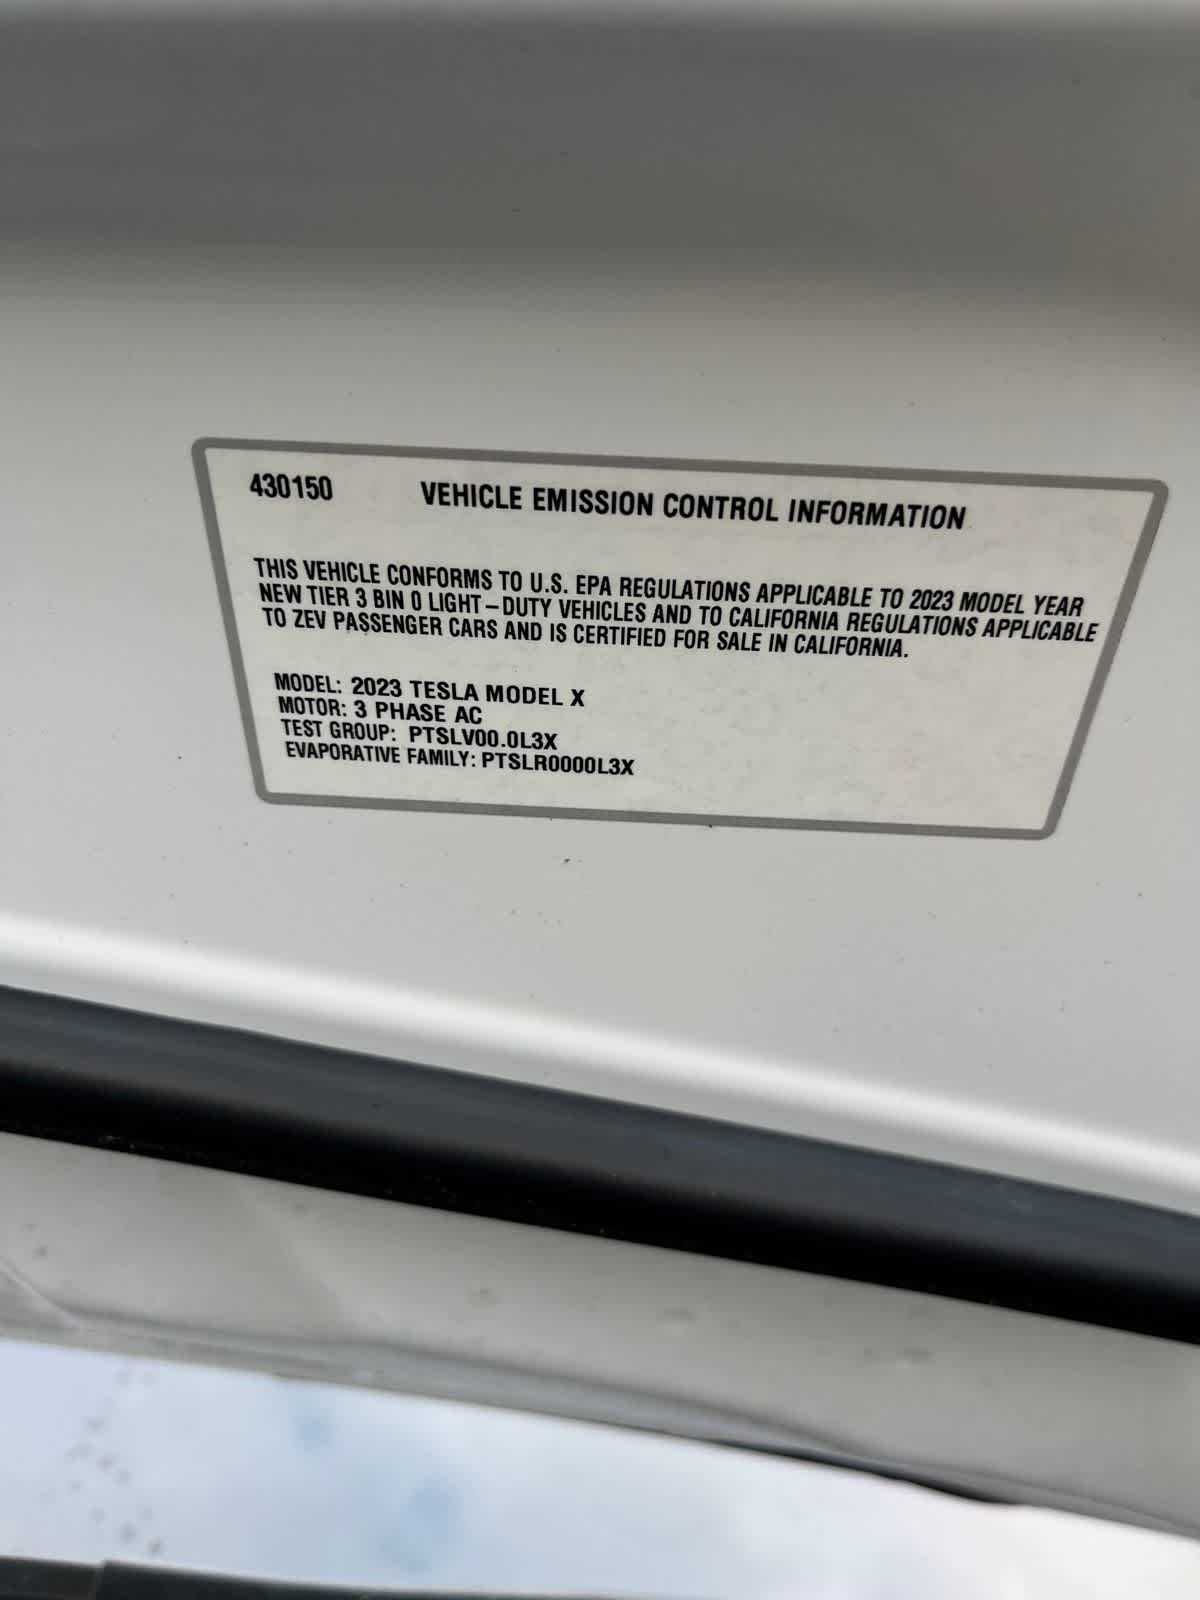 430150 VEHICLE EMISSION CONTROL INFORMATION
THIS VEHICLE CONFORMS TO U.S. EPA REGULATIONS APPLICABLE TO 2023 MODEL YEAR
NEW TIER 3 BIN 0 LIGHT-DUTY VEHICLES AND TO CALIFORNIA REGULATIONS APPLICABLE
TO ZEV PASSENGER CARS AND IS CERTIFIED FOR SALE IN CALIFORNIA.
MODEL: 2023 TESLA MODEL X
MOTOR: 3 PHASE AC
TEST GROUP: PTSLV00.0L3X
EVAPORATIVE FAMILY: PTSLR0000L3X